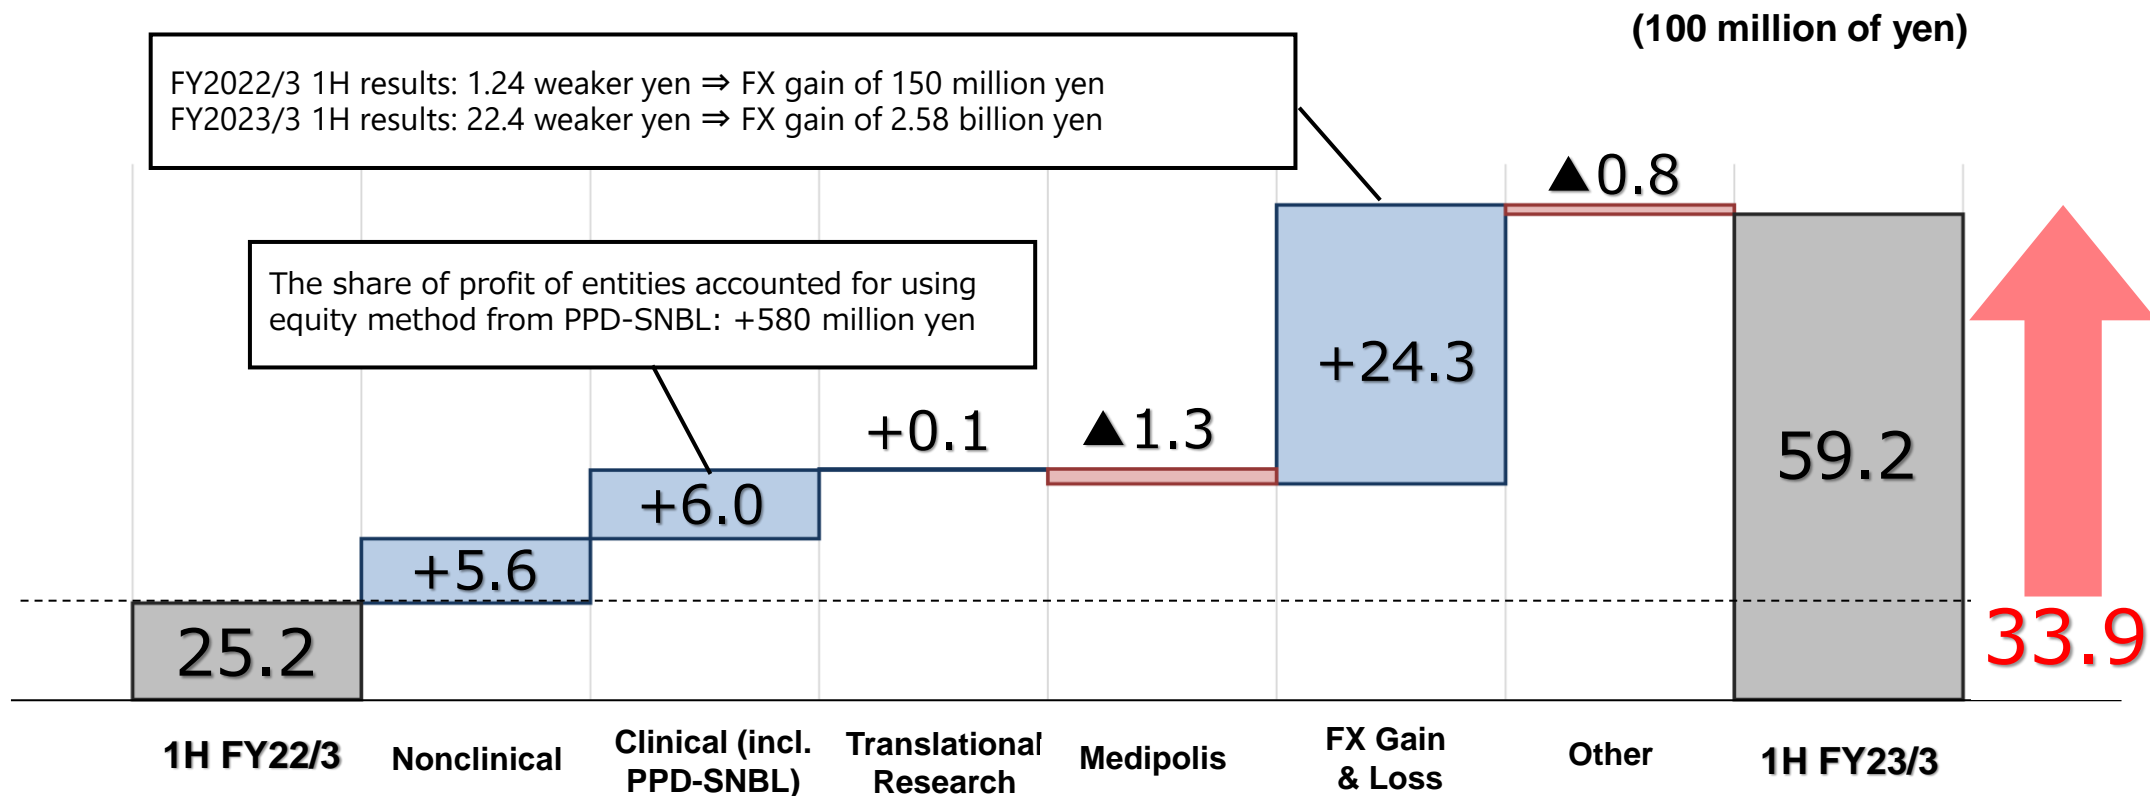 (100 million of yen)
FY2022/3 1H results: 1.24 weaker yen ⇒ FX gain of 150 million yen
FY2023/3 1H results: 22.4 weaker yen ⇒ FX gain of 2.58 billion yen
The share of profit of entities accounted for using
equity method from PPD-SNBL: +580 million yen
25.2
+5.6
+6.0
+0.1
▲1.3
+24.3
▲0.8
59.2
33.9
1H FY22/3
Nonclinical
Clinical (incl.
PPD-SNBL)
Translational
Research
Medipolis
FX Gain
& Loss
Other
1H FY23/3